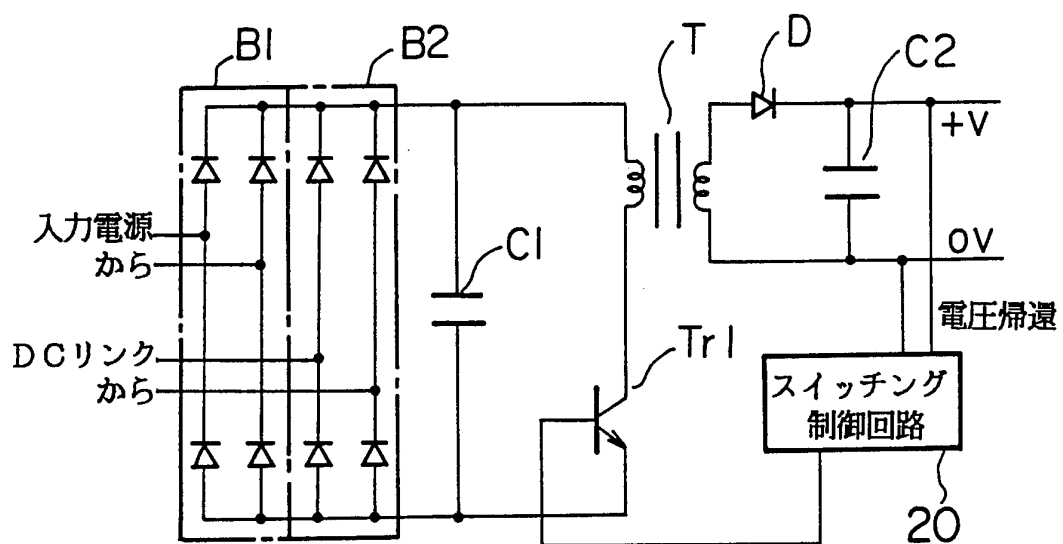 B1
B2
T
D
C2
+V
入力電源
から
C1
0V
電圧帰還
DCリンク
から
Tr1
スイッチング
制御回路
20